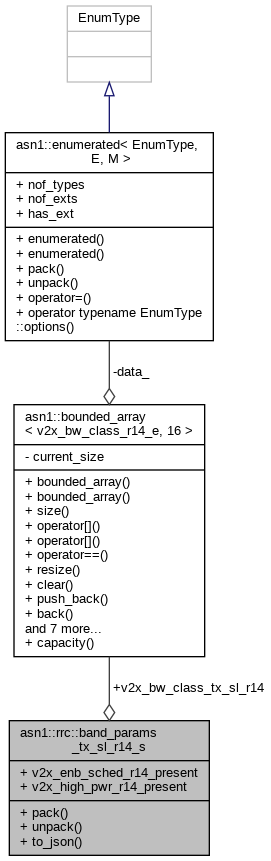 EnumType
asn1::enumerated< EnumType,
E, M >
+ nof_types
+ nof_exts
+ has_ext
+ enumerated()
+ enumerated()
+ pack()
+ unpack()
+ operator=()
+ operator typename EnumType
::options()
-data_
asn1::bounded_array
< v2x_bw_class_r14_e, 16 >
- current_size
+ bounded_array()
+ bounded_array()
+ size()
+ operator[]()
+ operator[]()
+ operator==()
+ resize()
+ clear()
+ push_back()
+ back()
and 7 more...
+ capacity()
+v2x_bw_class_tx_sl_r14
asn1::rrc::band_params
_tx_sl_r14_s
+ v2x_enb_sched_r14_present
+ v2x_high_pwr_r14_present
+ pack()
+ unpack()
+ to_json()